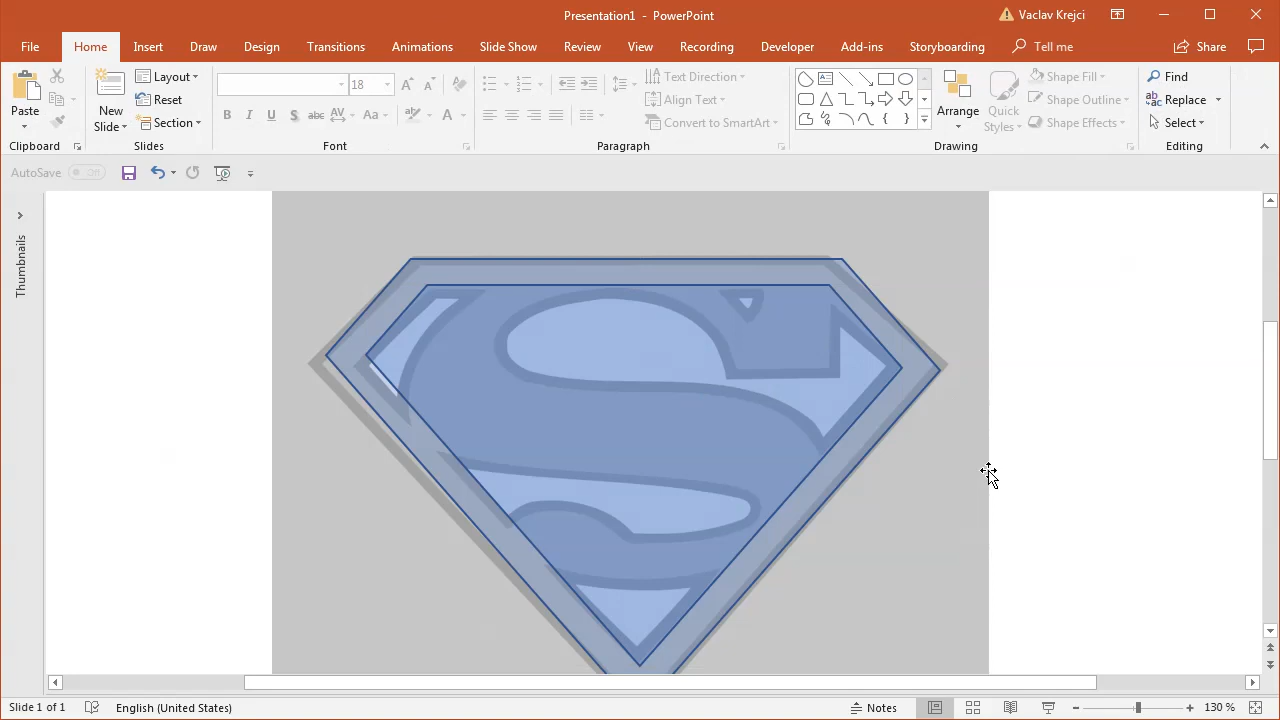 Presentation1 - PowerPoint
Vaclav Krejci
File Home Insert Draw Design Transitions Animations Slide Show Review View Recording Developer Add-ins Storyboarding Tell me Share
Paste
Clipboard
New Slide
Layout
Reset
Section
Slides
18
B I U S abc AV Aa A
Font
Text Direction
Align Text
Convert to SmartArt
Paragraph
Arrange
Quick Styles
Shape Fill
Shape Outline
Shape Effects
Drawing
Find
Replace
Select
Editing
AutoSave Off
Thumbnails
Slide 1 of 1 English (United States) Notes 130 %